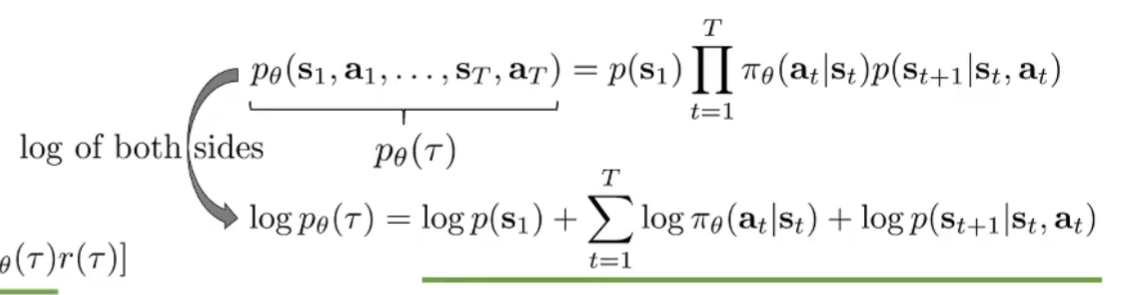 p_θ(s_1, a_1, . . . , s_T, a_T) = p(s_1) ∏_{t=1}^{T} π_θ(a_t|s_t)p(s_{t+1}|s_t, a_t)
log of both sides
p_θ(τ)
log p_θ(τ) = log p(s_1) + ∑_{t=1}^{T} log π_θ(a_t|s_t) + log p(s_{t+1}|s_t, a_t)
_θ(τ)r(τ)]